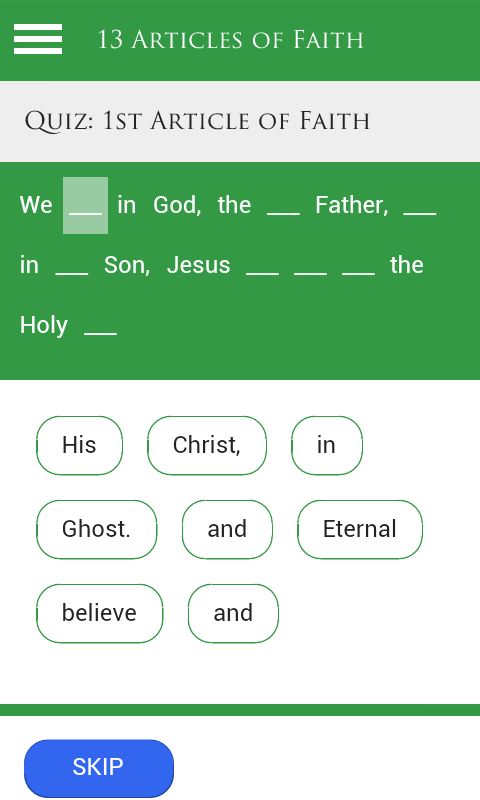 13 Articles of Faith
Quiz: 1st Article of Faith
We ___ in God, the ___ Father, ___
in ___ Son, Jesus ___ ___ ___ the
Holy ___
His Christ, in
Ghost. and Eternal
believe and
SKIP